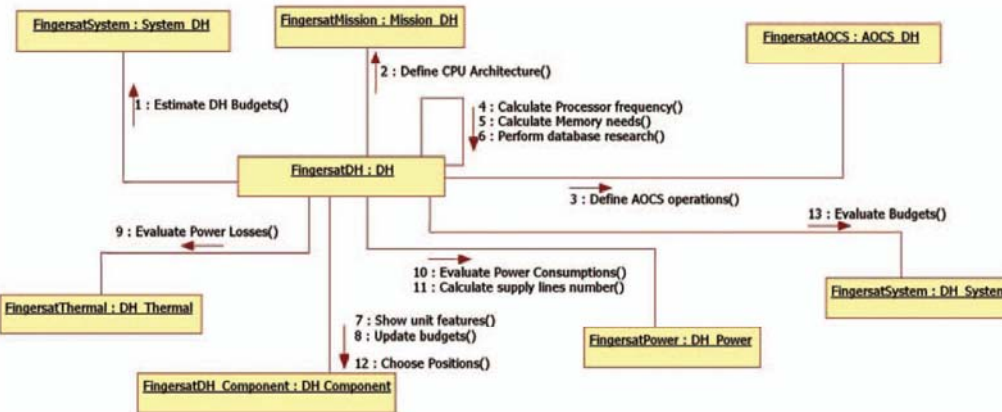 FingersatSystem : System_DH
FingersatMission : Mission_DH
FingersatAOCS : AOCS_DH
2 : Define CPU Architecture()
1 : Estimate DH Budgets()
4 : Calculate Processor frequency()
5 : Calculate Memory needs()
6 : Perform database research()
FingersatDH : DH
3 : Define AOCS operations()
13 : Evaluate Budgets()
9 : Evaluate Power Losses()
10 : Evaluate Power Consumptions()
11 : Calculate supply lines number()
FingersatThermal : DH_Thermal
FingersatSystem : DH_System
7 : Show unit features()
8 : Update budgets()
12 : Choose Positions()
FingersatPower : DH_Power
FingersatDH_Component : DH Component